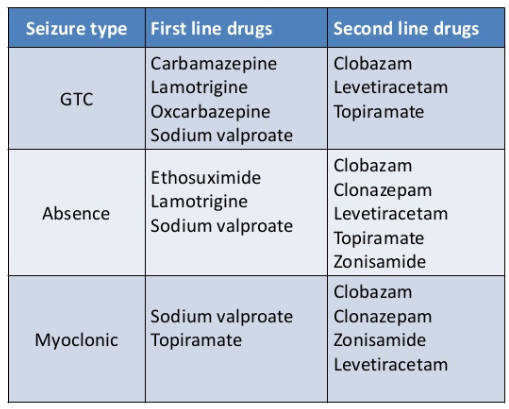 Seizure type First line drugs Second line drugs
GTC
Carbamazepine
Lamotrigine
Oxcarbazepine
Sodium valproate
Clobazam
Levetiracetam
Topiramate
Absence
Ethosuximide
Lamotrigine
Sodium valproate
Clobazam
Clonazepam
Levetiracetam
Topiramate
Zonisamide
Myoclonic
Sodium valproate
Topiramate
Clobazam
Clonazepam
Zonisamide
Levetiracetam